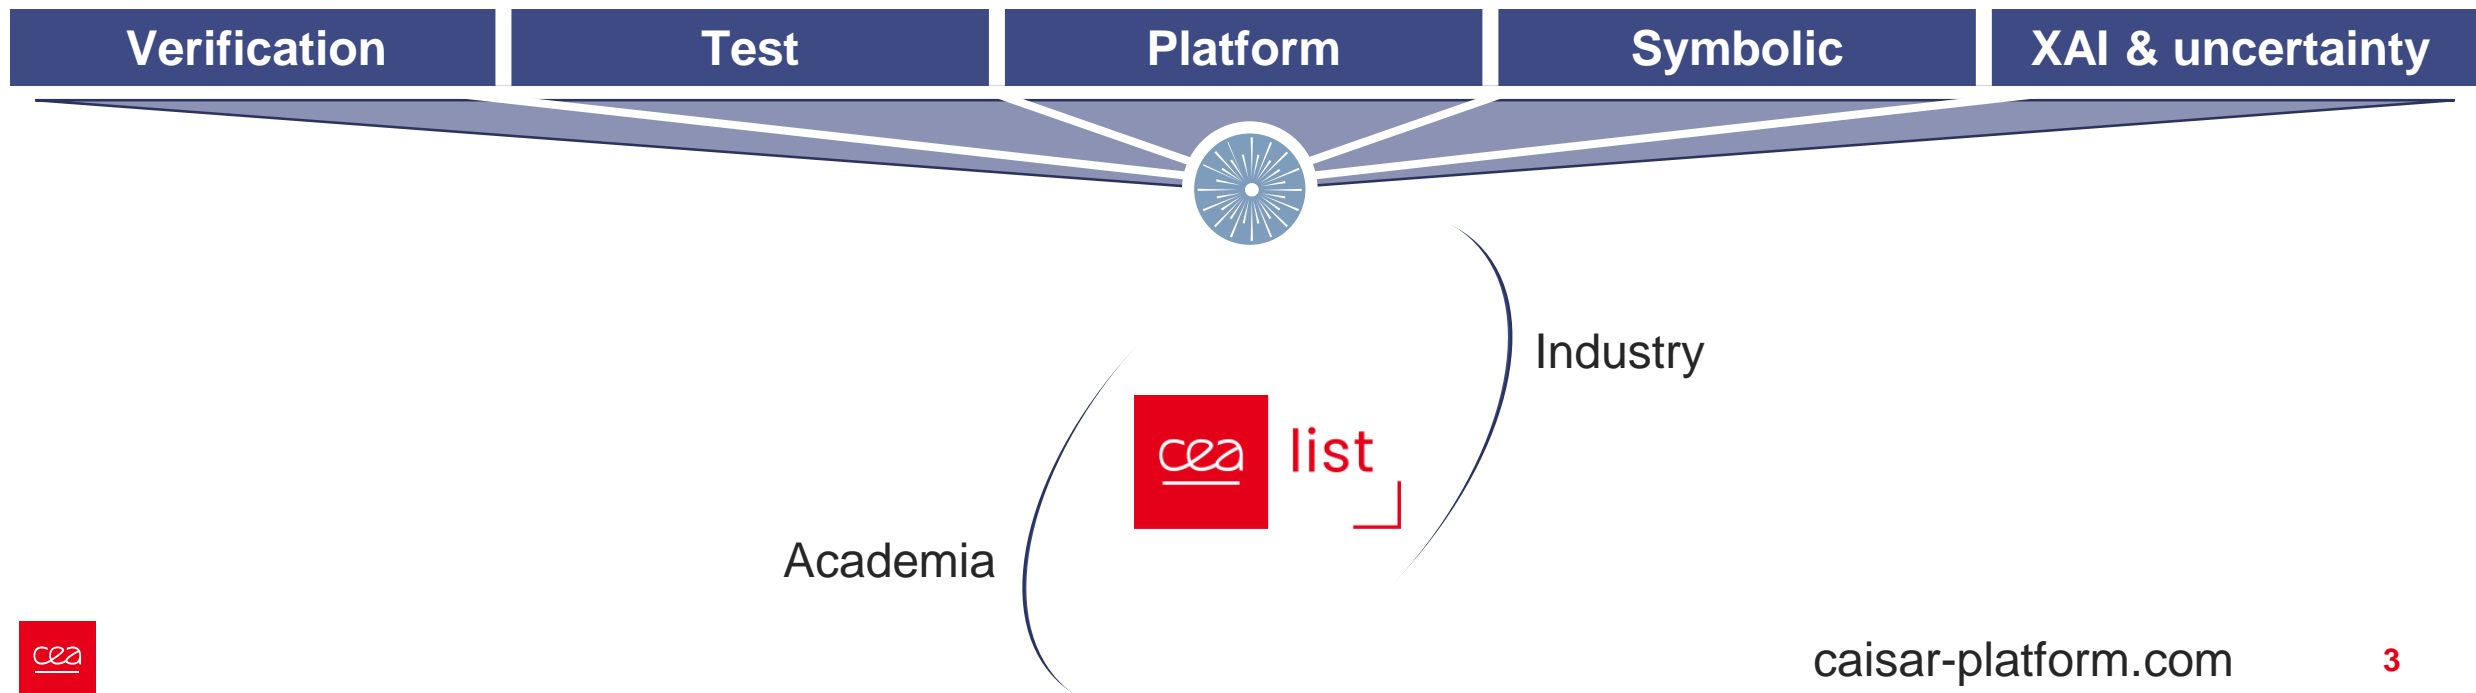 Verification
Test
Platform
Symbolic
XAI & uncertainty
Industry
cea
list
Academia
cea
caisar-platform.com
3